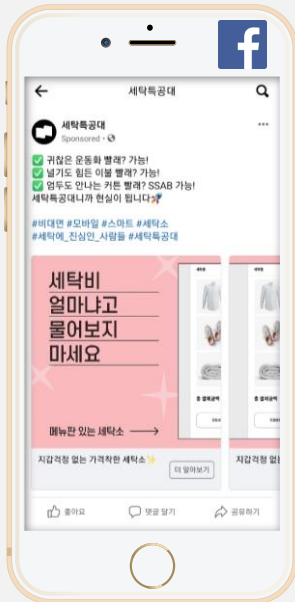 f
세탁특공대
세탁특공대
Sponsored ·
귀찮은 운동화 빨래? 가능!
널기도 힘든 이불 빨래? 가능!
엄두도 안나는 커튼 빨래? SSAB 가능!
세탁특공대니까 현실이 됩니다
#비대면 #모바일 #스마트 #세탁소
#세탁에_진심인_사람들 #세탁특공대
세탁비
얼마냐고
물어보지
마세요
메뉴판 있는 세탁소
지갑걱정 없는 가격착한 세탁소
더 알아보기
지갑걱정 없는
좋아요
댓글 달기
공유하기